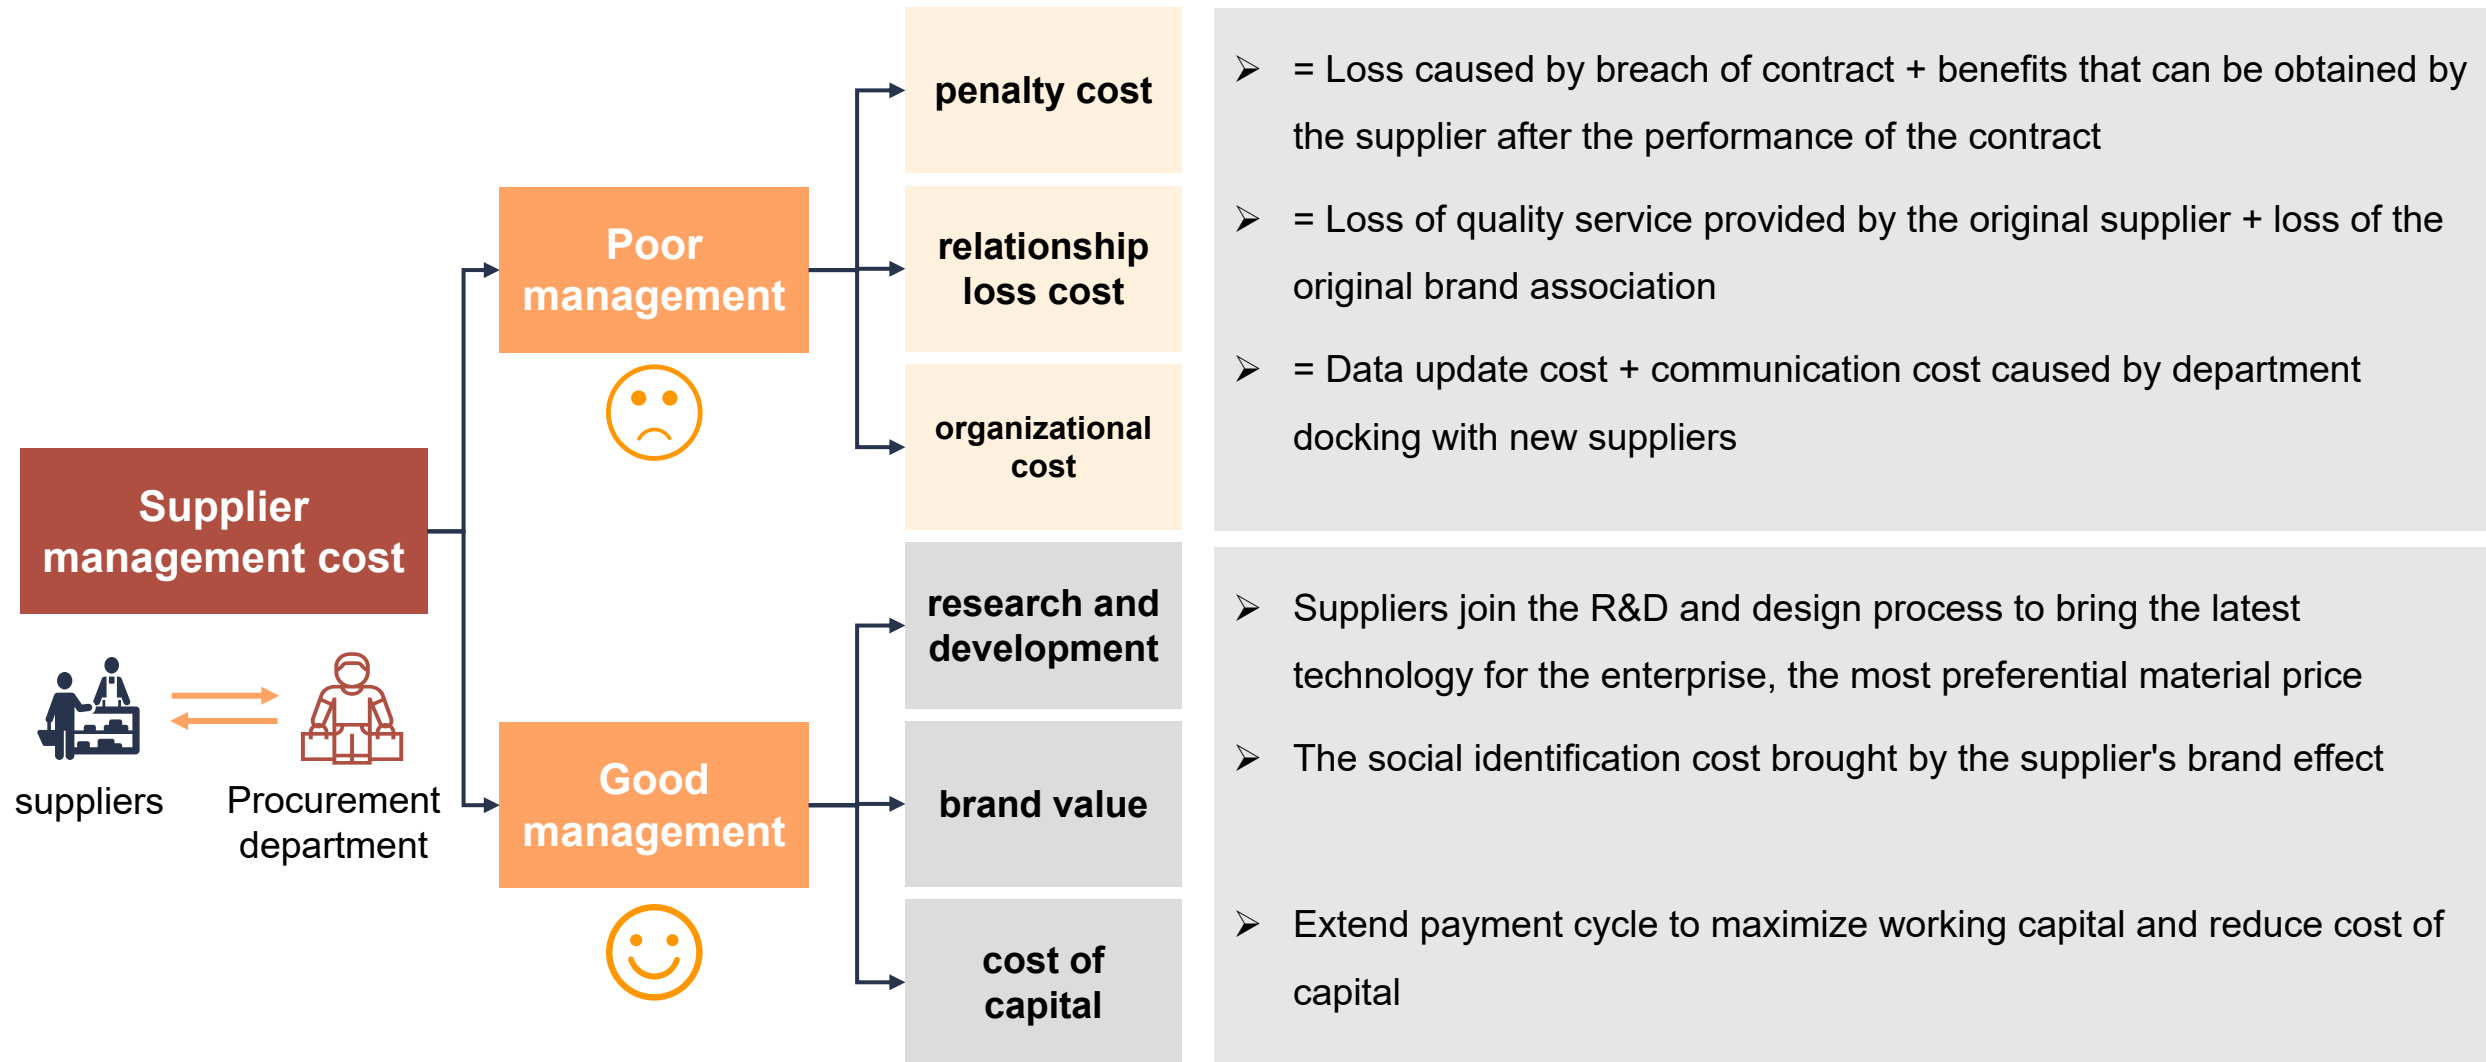 Supplier
management cost
suppliers
Procurement
department
Poor
management
Good
management
penalty cost
relationship
loss cost
organizational
cost
research and
development
brand value
cost of
capital
= Loss caused by breach of contract + benefits that can be obtained by
the supplier after the performance of the contract
= Loss of quality service provided by the original supplier + loss of the
original brand association
= Data update cost + communication cost caused by department
docking with new suppliers
Suppliers join the R&D and design process to bring the latest
technology for the enterprise, the most preferential material price
The social identification cost brought by the supplier's brand effect
Extend payment cycle to maximize working capital and reduce cost of
capital